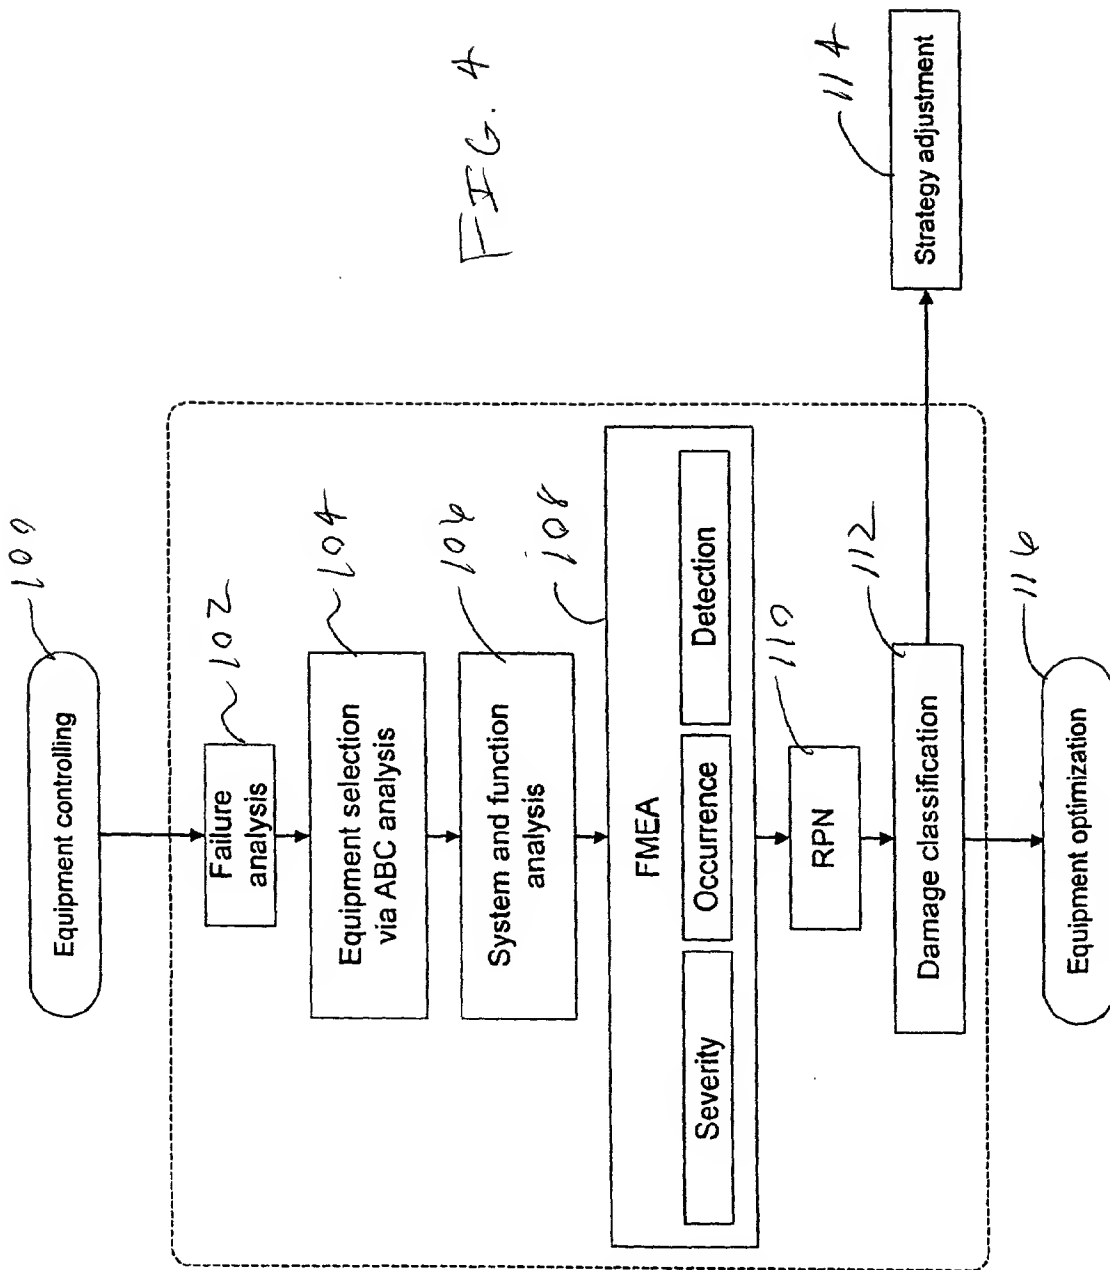 100
Equipment controlling
102
Failure
analysis
104
Equipment selection
via ABC analysis
106
System and function
analysis
108
FMEA
Severity
Occurrence
Detection
110
RPN
112
Damage classification
114
Strategy adjustment
116
Equipment optimization
FIG. 4